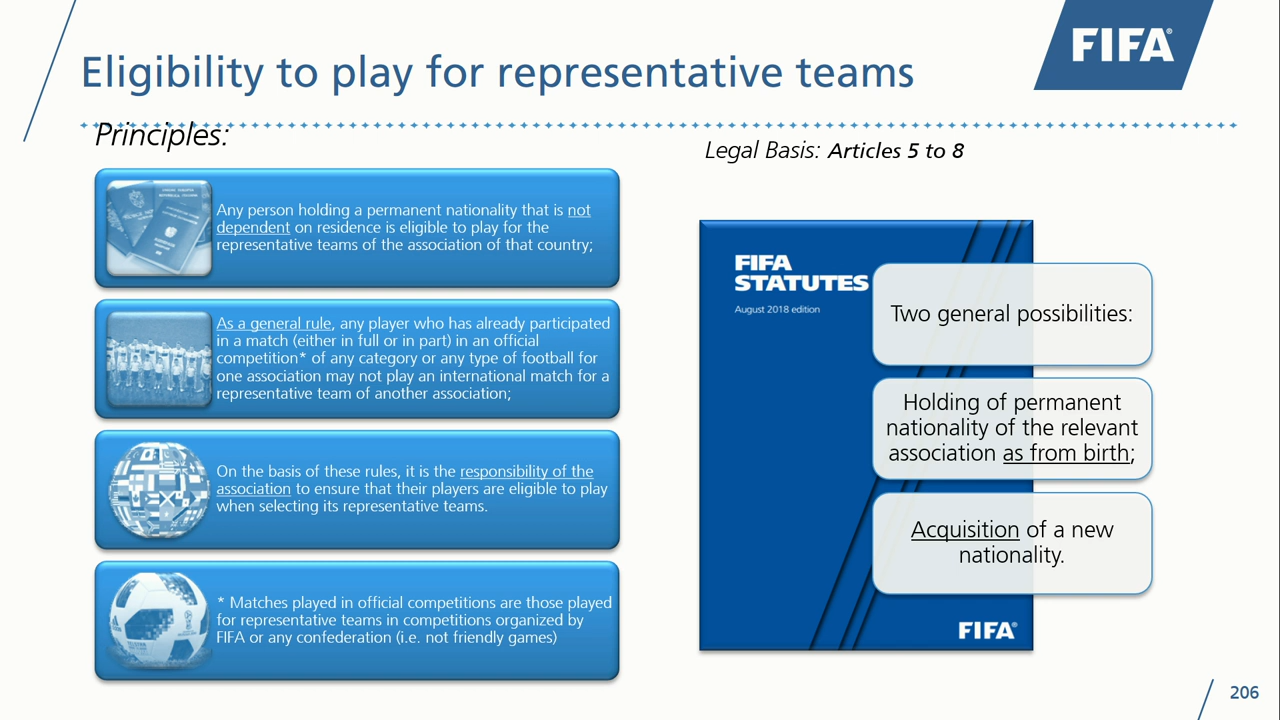 FIFA®
Eligibility to play for representative teams
Principles:
Any person holding a permanent nationality that is not
dependent on residence is eligible to play for the
representative teams of the association of that country;
As a general rule, any player who has already participated
in a match (either in full or in part) in an official
competition* of any category or any type of football for
one association may not play an international match for a
representative team of another association;
On the basis of these rules, it is the responsibility of the
association to ensure that their players are eligible to play
when selecting its representative teams.
* Matches played in official competitions are those played
for representative teams in competitions organized by
FIFA or any confederation (i.e. not friendly games)
Legal Basis: Articles 5 to 8
FIFA
STATUTES
August 2018 edition
Two general possibilities:
Holding of permanent
nationality of the relevant
association as from birth;
Acquisition of a new
nationality.
FIFA®
206